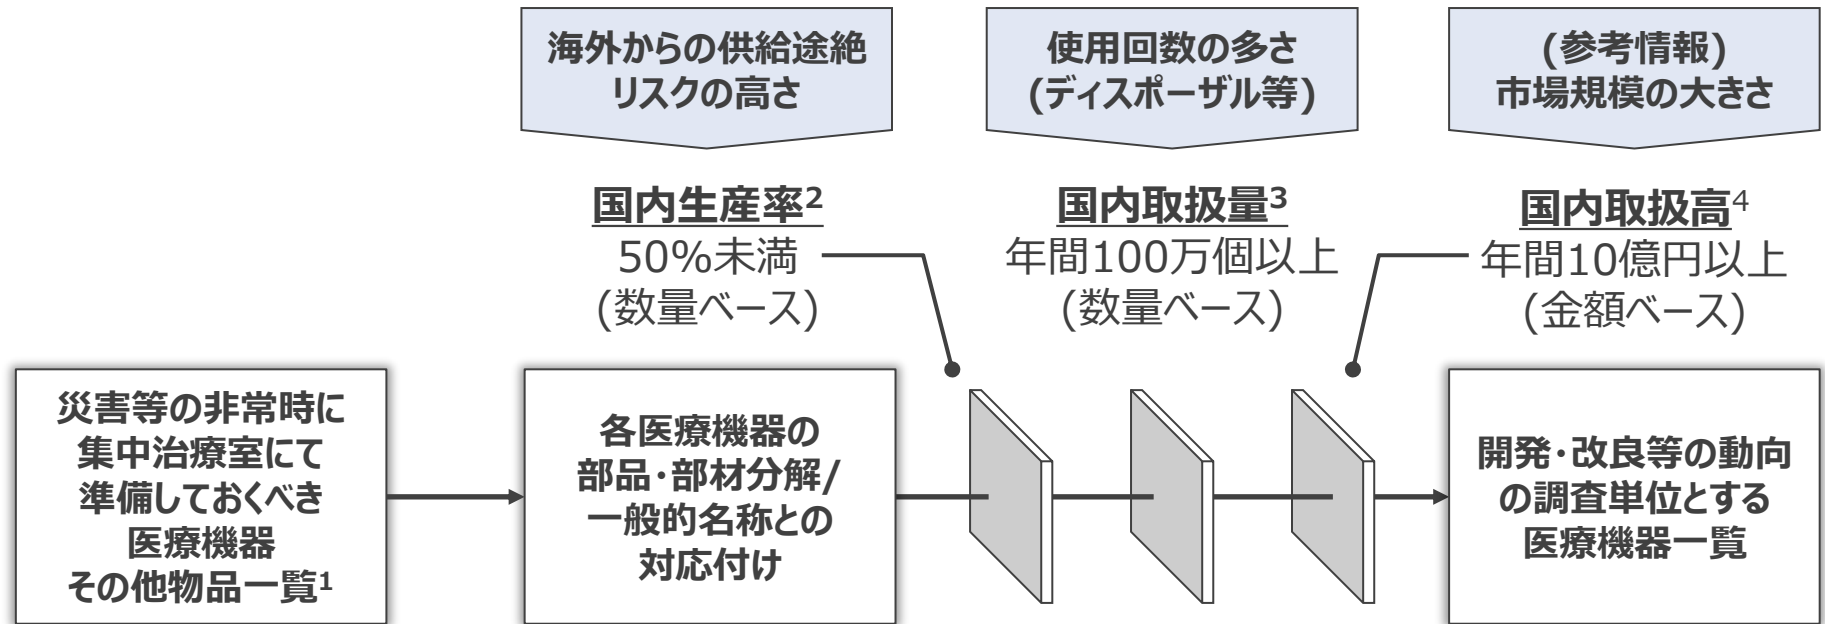 海外からの供給途絶
リスクの高さ
使用回数の多さ
(ディスポーザル等)
(参考情報)
市場規模の大きさ
国内生産率2
50%未満
(数量ベース)
国内取扱量3
年間100万個以上
(数量ベース)
国内取扱高4
年間10億円以上
(金額ベース)
災害等の非常時に
集中治療室にて
準備しておくべき
医療機器
その他物品一覧1
各医療機器の
部品・部材分解/
一般的名称との
対応付け
開発・改良等の動向
の調査単位とする
医療機器一覧